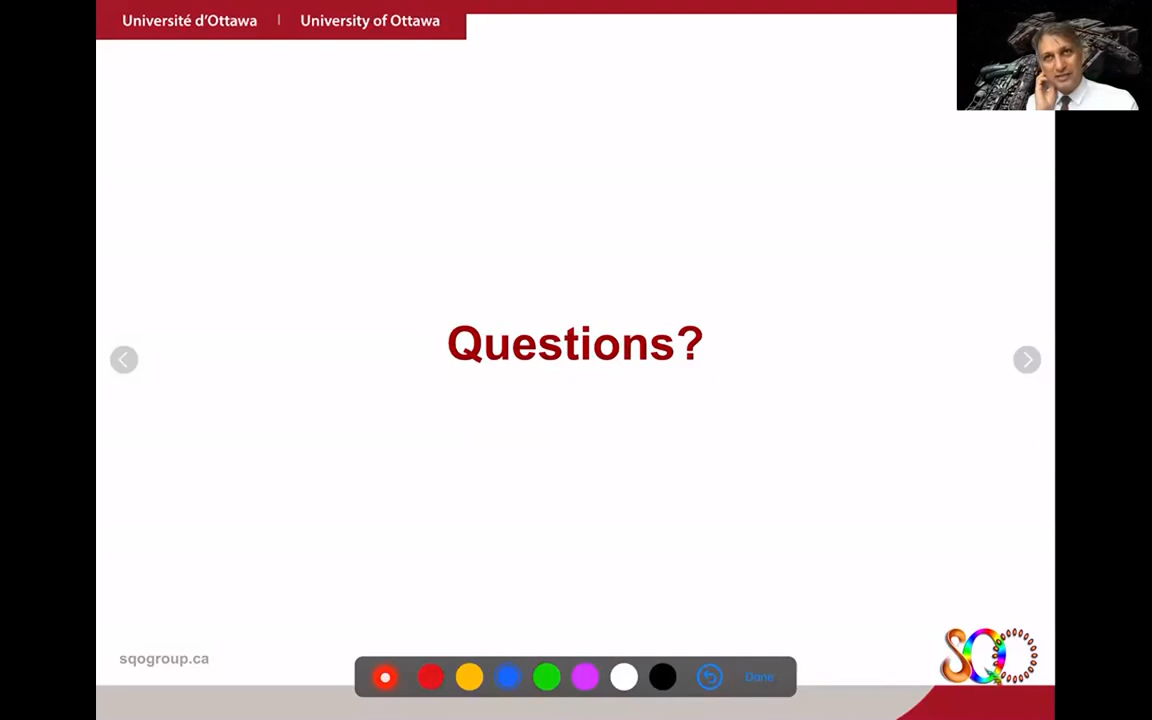 Université d'Ottawa | University of Ottawa
Questions?
sqogroup.ca
SQO
Done